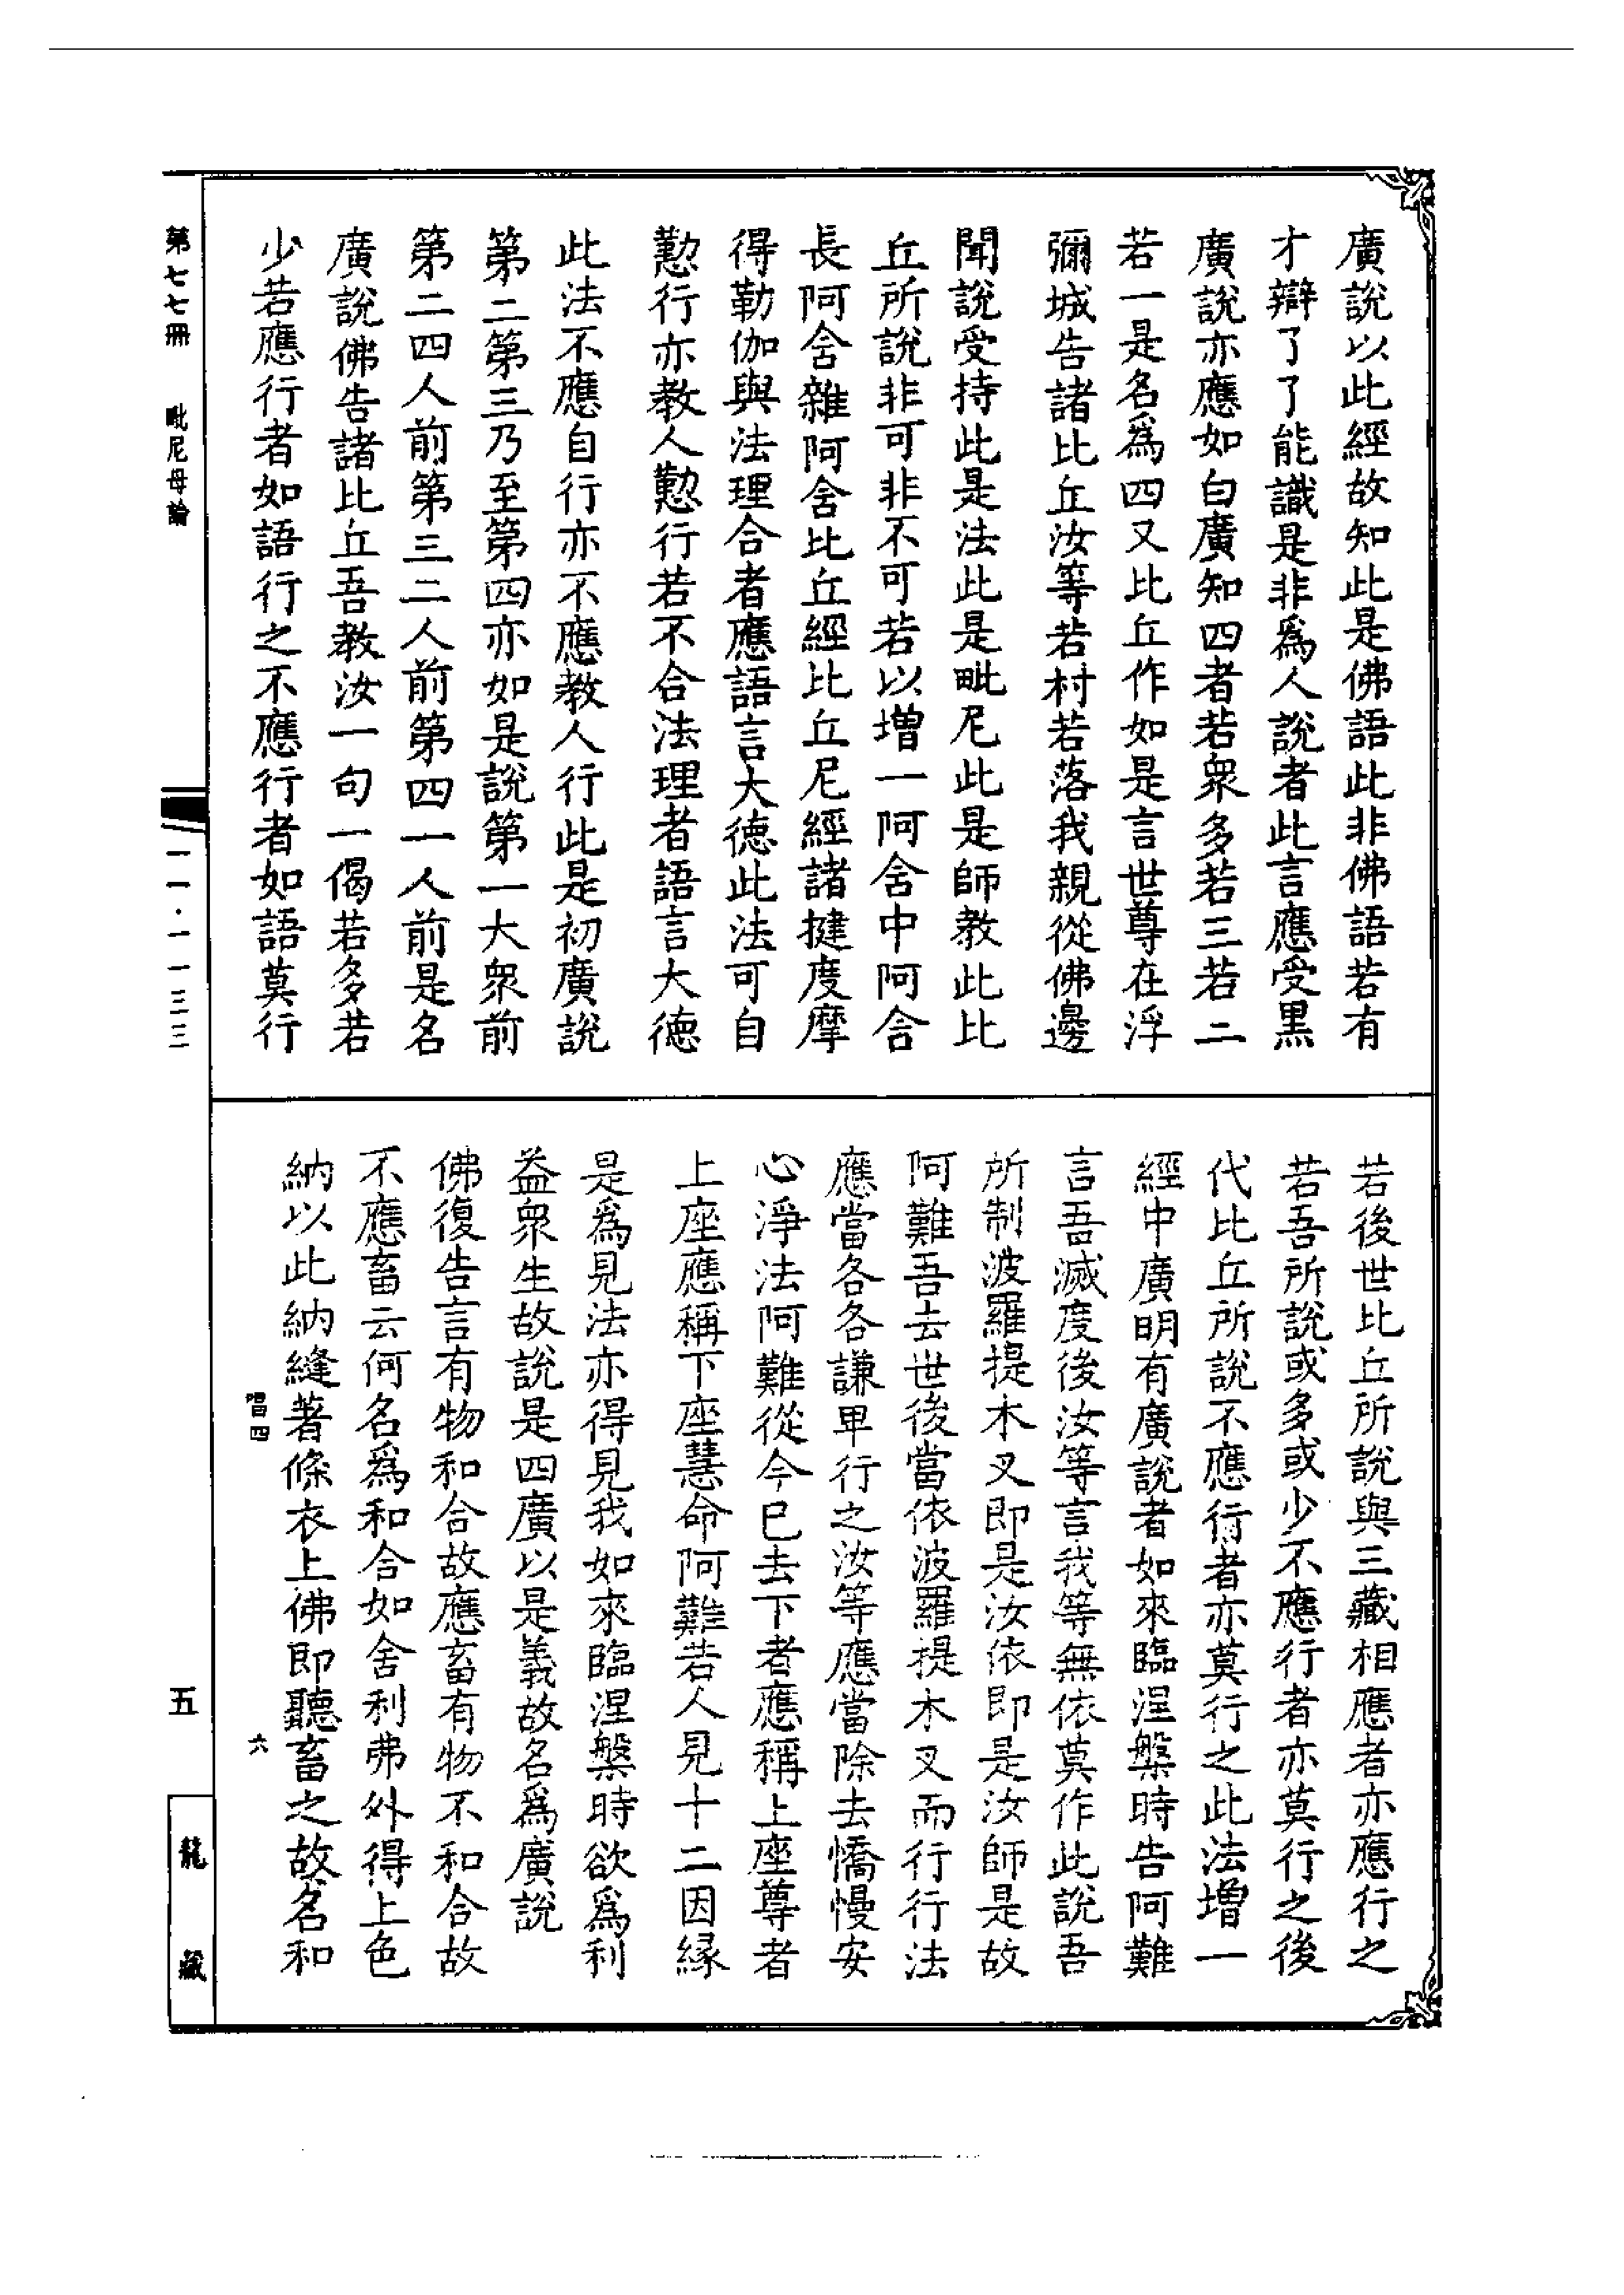 廣說以此經故知此是佛語此非佛語若有
才辯了了能識是非爲人說者此言應受黑
廣說亦應如白廣知四者若衆多若三若二
若一是名爲四又比丘作如是言世尊在浮
彌城告諸比丘汝等若村若落我親從佛邊
聞說受持此是法此是毗尼此是師教此比
丘所說非可非不可若以增一阿含中阿含
長阿含雜阿含比丘經比丘尼經諸揵度摩
得勒伽與法理合者應語言大德此法可自
懃行亦教人懃行若不合法理者語言大德
此法不應自行亦不應教人行此是初廣說
第二第三乃至第四亦如是說第一大衆前
第二四人前第三二人前第四一人前是名
廣說佛告諸比丘吾教汝一句一偈若多若
少若應行者如語行之不應行者如語莫行
若後世比丘所說與三藏相應者亦應行之
若吾所說或多或少不應行者亦莫行之後
代比丘所說不應行者亦莫行之此法增一
經中廣明有廣說者如來臨涅槃時告阿難
言吾滅度後汝等言我等無依莫作此說吾
所制波羅提木叉即是汝依即是汝師是故
阿難吾去世後當依波羅提木叉而行行法
應當各各謙卑行之汝等應當除去憍慢安
心淨法阿難從今已去下者應稱上座尊者
上座應稱下座慧命阿難若人見十二因緣
是爲見法亦得見我如來臨涅槃時欲爲利
益衆生故說是四廣以是義故名爲廣說
佛復告言有物和合故應畜有物不和合故
不應畜云何名爲和合如舍利弗外得上色
納以此納縫著條衣上佛即聽畜之故名和
唱四 六
第七七冊 毗尼母論 一一·一一三三 五 龍藏